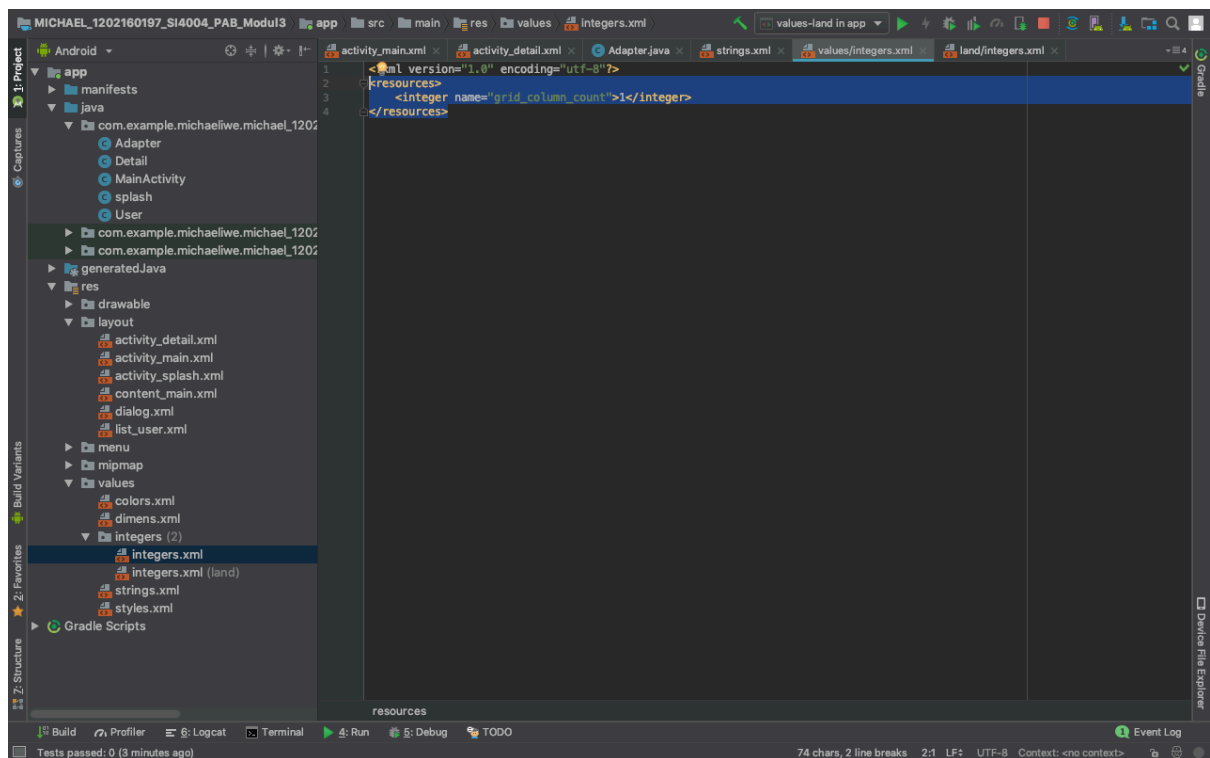 MICHAEL_1202160197_SI4004_PAB_Modul3 app src main res values integers.xml values-land in app
Android activity_main.xml activity_detail.xml Adapter.java strings.xml values/integers.xml land/integers.xml 4
1: Project
Captures
Build Variants
2: Favorites
7: Structure
app
manifests
java
com.example.michaeliwe.michael_1202
Adapter
Detail
MainActivity
splash
User
com.example.michaeliwe.michael_1202
com.example.michaeliwe.michael_1202
generatedJava
res
drawable
layout
activity_detail.xml
activity_main.xml
activity_splash.xml
content_main.xml
dialog.xml
list_user.xml
menu
mipmap
values
colors.xml
dimens.xml
integers (2)
integers.xml
integers.xml (land)
strings.xml
styles.xml
Gradle Scripts
1 <?xml version="1.0" encoding="utf-8"?>
2 <resources>
3 <integer name="grid_column_count">1</integer>
4 </resources>
resources
Gradle
Device File Explorer
Build Profiler 6: Logcat Terminal 4: Run 5: Debug TODO 1 Event Log
Tests passed: 0 (3 minutes ago) 74 chars, 2 line breaks 2:1 LF UTF-8 Context: <no context>